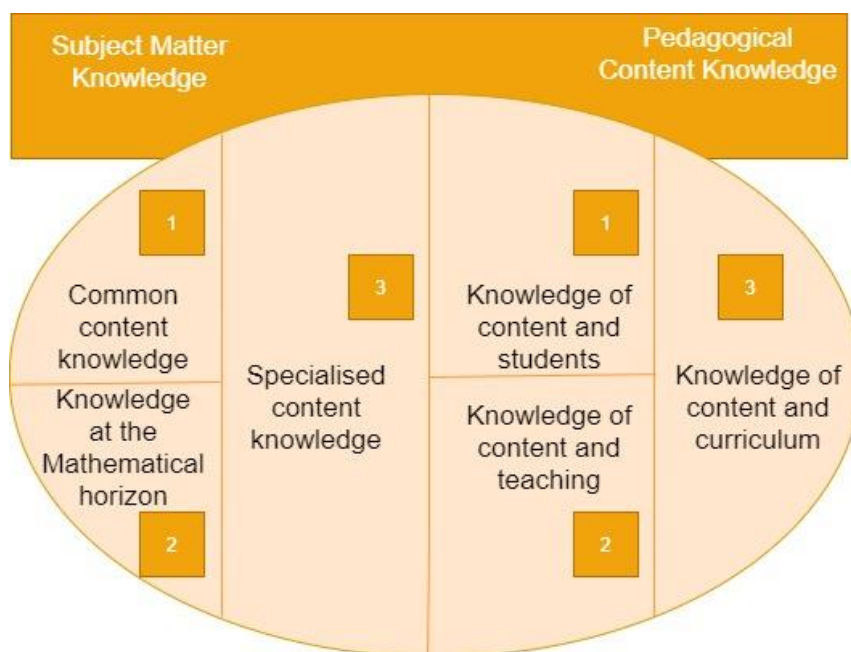 Subject Matter
Knowledge
Pedagogical
Content Knowledge
1
Common
content
knowledge
Knowledge
at the
Mathematical
horizon
2
3
Specialised
content
knowledge
1
Knowledge of
content and
students
Knowledge of
content and
teaching
2
3
Knowledge of
content and
curriculum